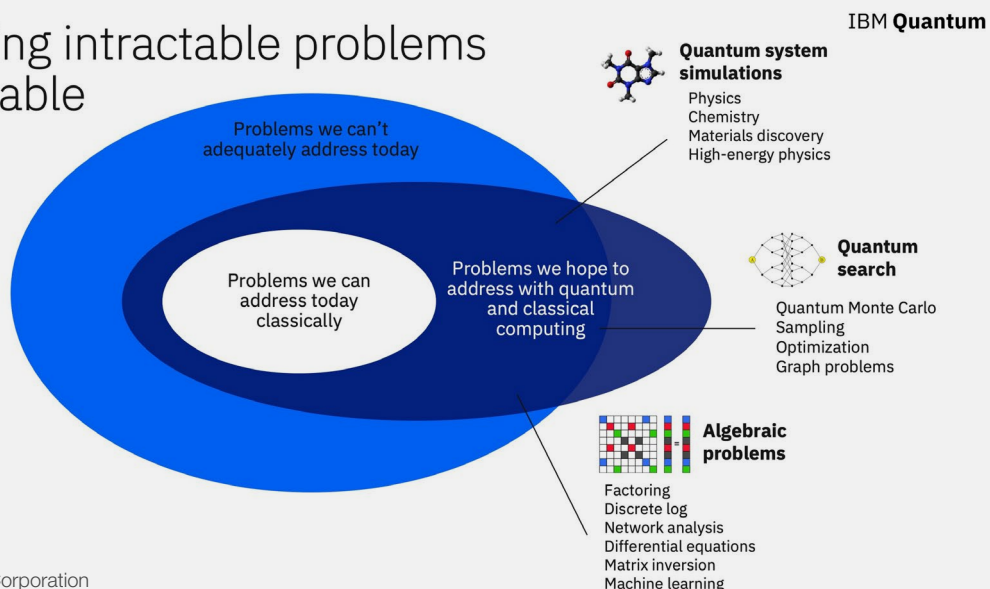 IBM Quantum
ing intractable problems
able
Problems we can't
adequately address today
Problems we can
address today
classically
Problems we hope to
address with quantum
and classical
computing
Quantum system
simulations
Physics
Chemistry
Materials discovery
High-energy physics
A
B
Quantum
search
Quantum Monte Carlo
Sampling
Optimization
Graph problems
=
Algebraic
problems
Factoring
Discrete log
Network analysis
Differential equations
Matrix inversion
Machine learning
Corporation